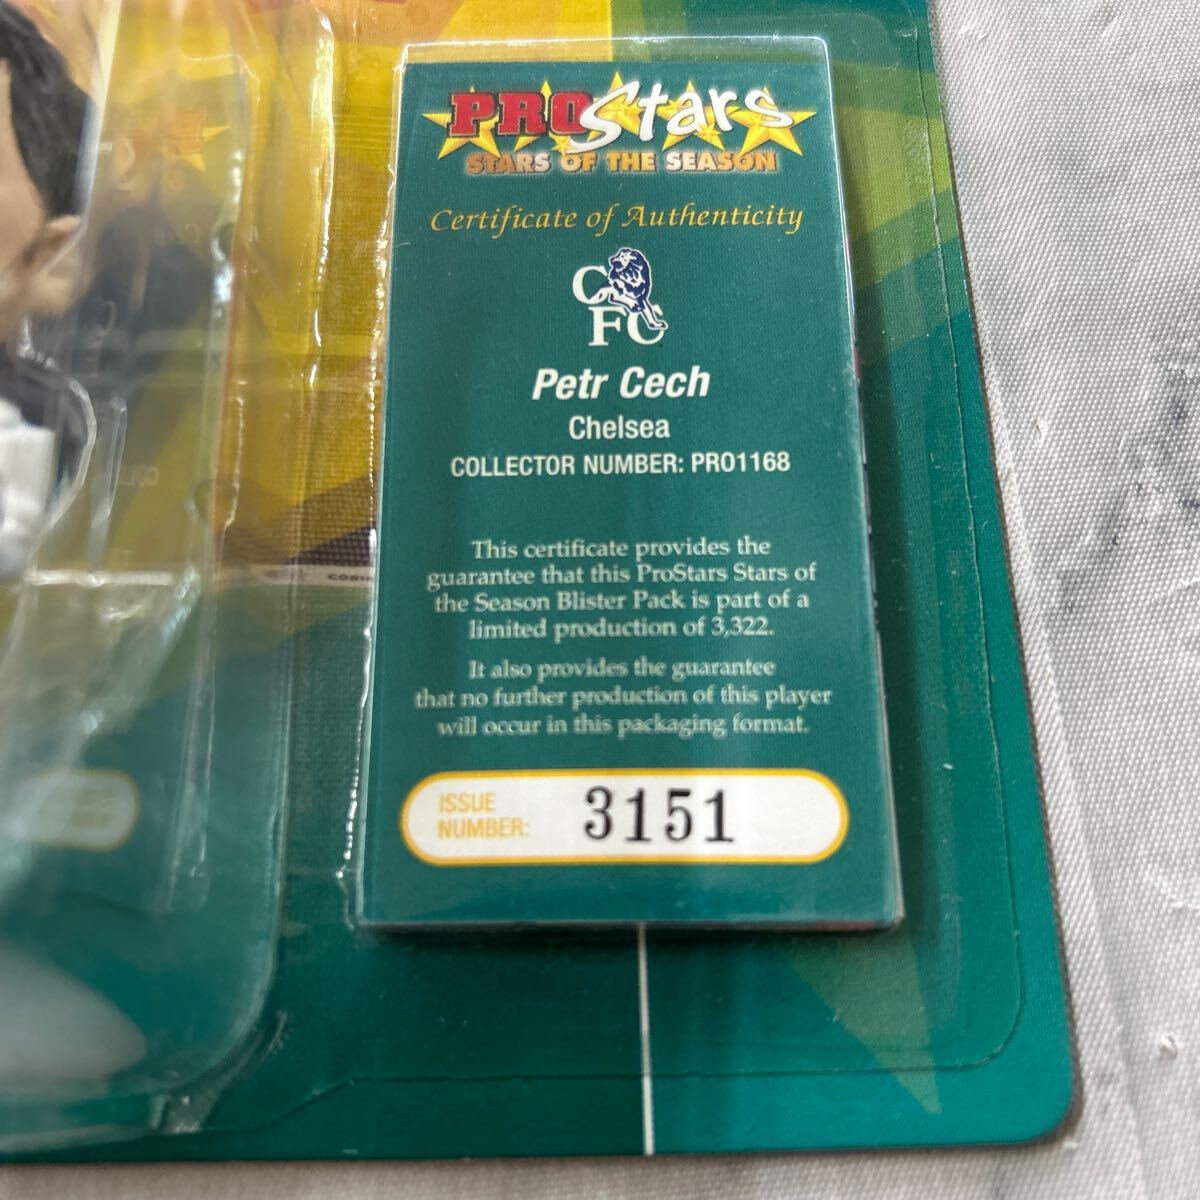 PROStars
STARS OF THE SEASON
Certificate of Authenticity
CFC
Petr Cech
Chelsea
COLLECTOR NUMBER: PRO1168
This certificate provides the
guarantee that this ProStars Stars of
the Season Blister Pack is part of a
limited production of 3,322.
It also provides the guarantee
that no further production of this player
will occur in this packaging format.
ISSUE
NUMBER: 3151